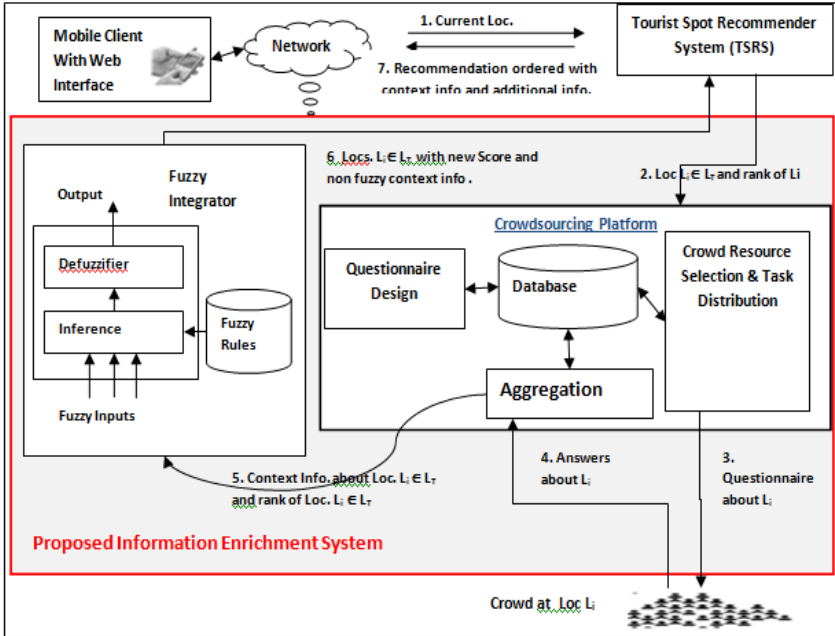 Mobile Client
With Web
Interface
Network
1. Current Loc.
7. Recommendation ordered with
context info and additional info.
Tourist Spot Recommender
System (TSRS)
6 Locs. Lᵢ ∈ L_T with new Score and
non fuzzy context info .
2. Loc Lᵢ ∈ L_T and rank of Li
Output
Fuzzy
Integrator
Defuzzifier
Inference
Fuzzy
Rules
Fuzzy Inputs
Crowdsourcing Platform
Questionnaire
Design
Database
Crowd Resource
Selection & Task
Distribution
Aggregation
5. Context Info. about Loc. Lᵢ ∈ L_T
and rank of Loc. Lᵢ ∈ L_T
4. Answers
about Lᵢ
3.
Questionnaire
about Lᵢ
Proposed Information Enrichment System
Crowd at Loc Lᵢ